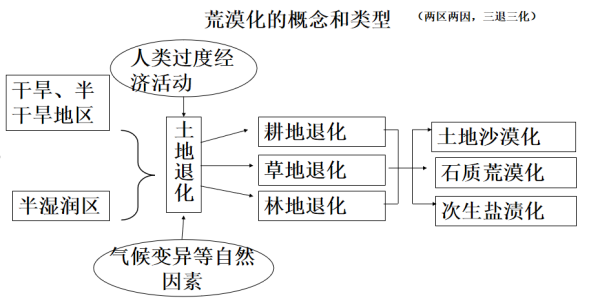 荒漠化的概念和类型 （两区两因，三退三化）
人类过度经
济活动
干旱、半
干旱地区
半湿润区
土
地
退
化
耕地退化
草地退化
林地退化
土地沙漠化
石质荒漠化
次生盐渍化
气候变异等自然
因素